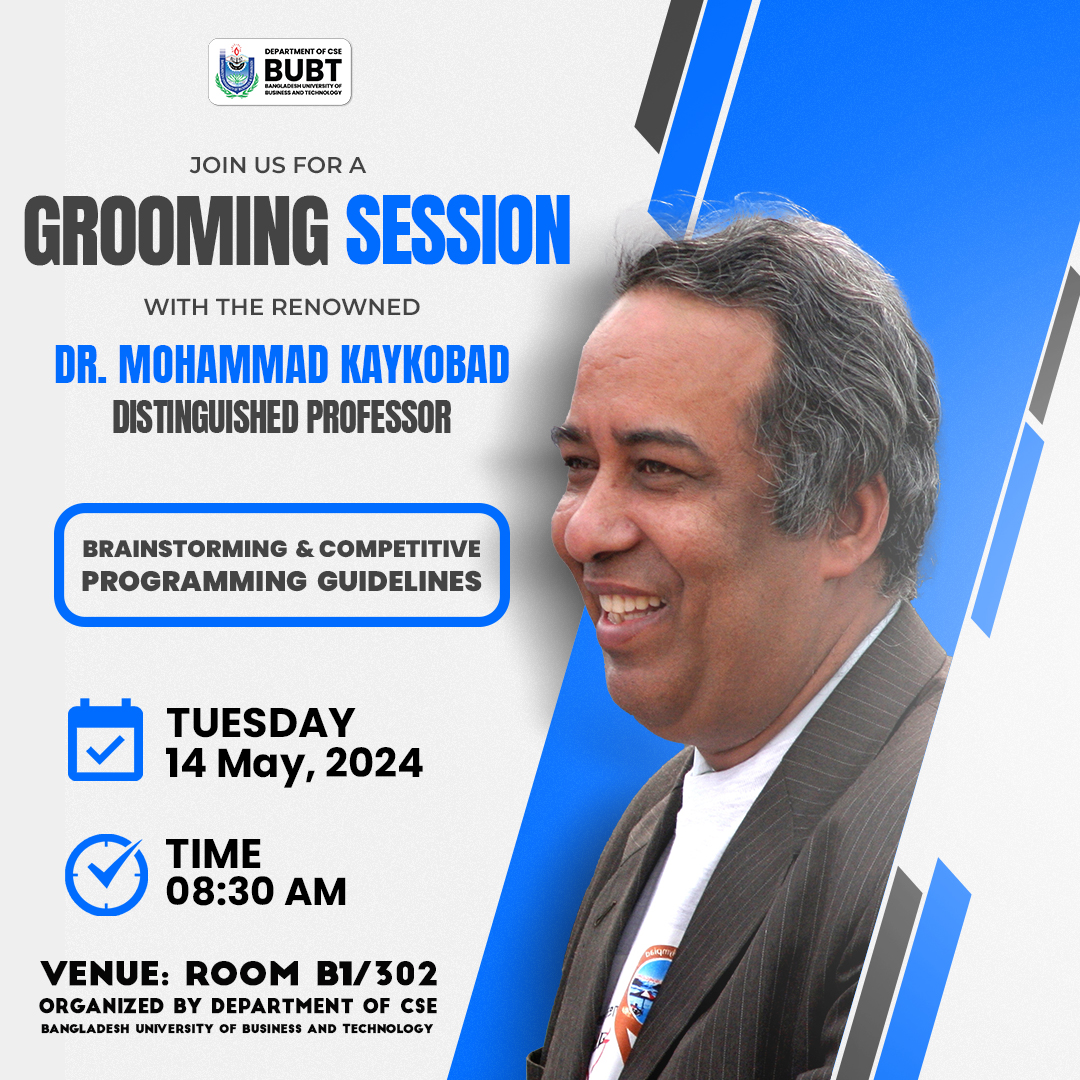 DEPARTMENT OF CSE
BUBT
BANGLADESH UNIVERSITY OF
BUSINESS AND TECHNOLOGY
JOIN US FOR A
GROOMING SESSION
WITH THE RENOWNED
DR. MOHAMMAD KAYKOBAD
DISTINGUISHED PROFESSOR
BRAINSTORMING & COMPETITIVE
PROGRAMMING GUIDELINES
TUESDAY
14 May, 2024
TIME
08:30 AM
VENUE: ROOM B1/302
ORGANIZED BY DEPARTMENT OF CSE
BANGLADESH UNIVERSITY OF BUSINESS AND TECHNOLOGY